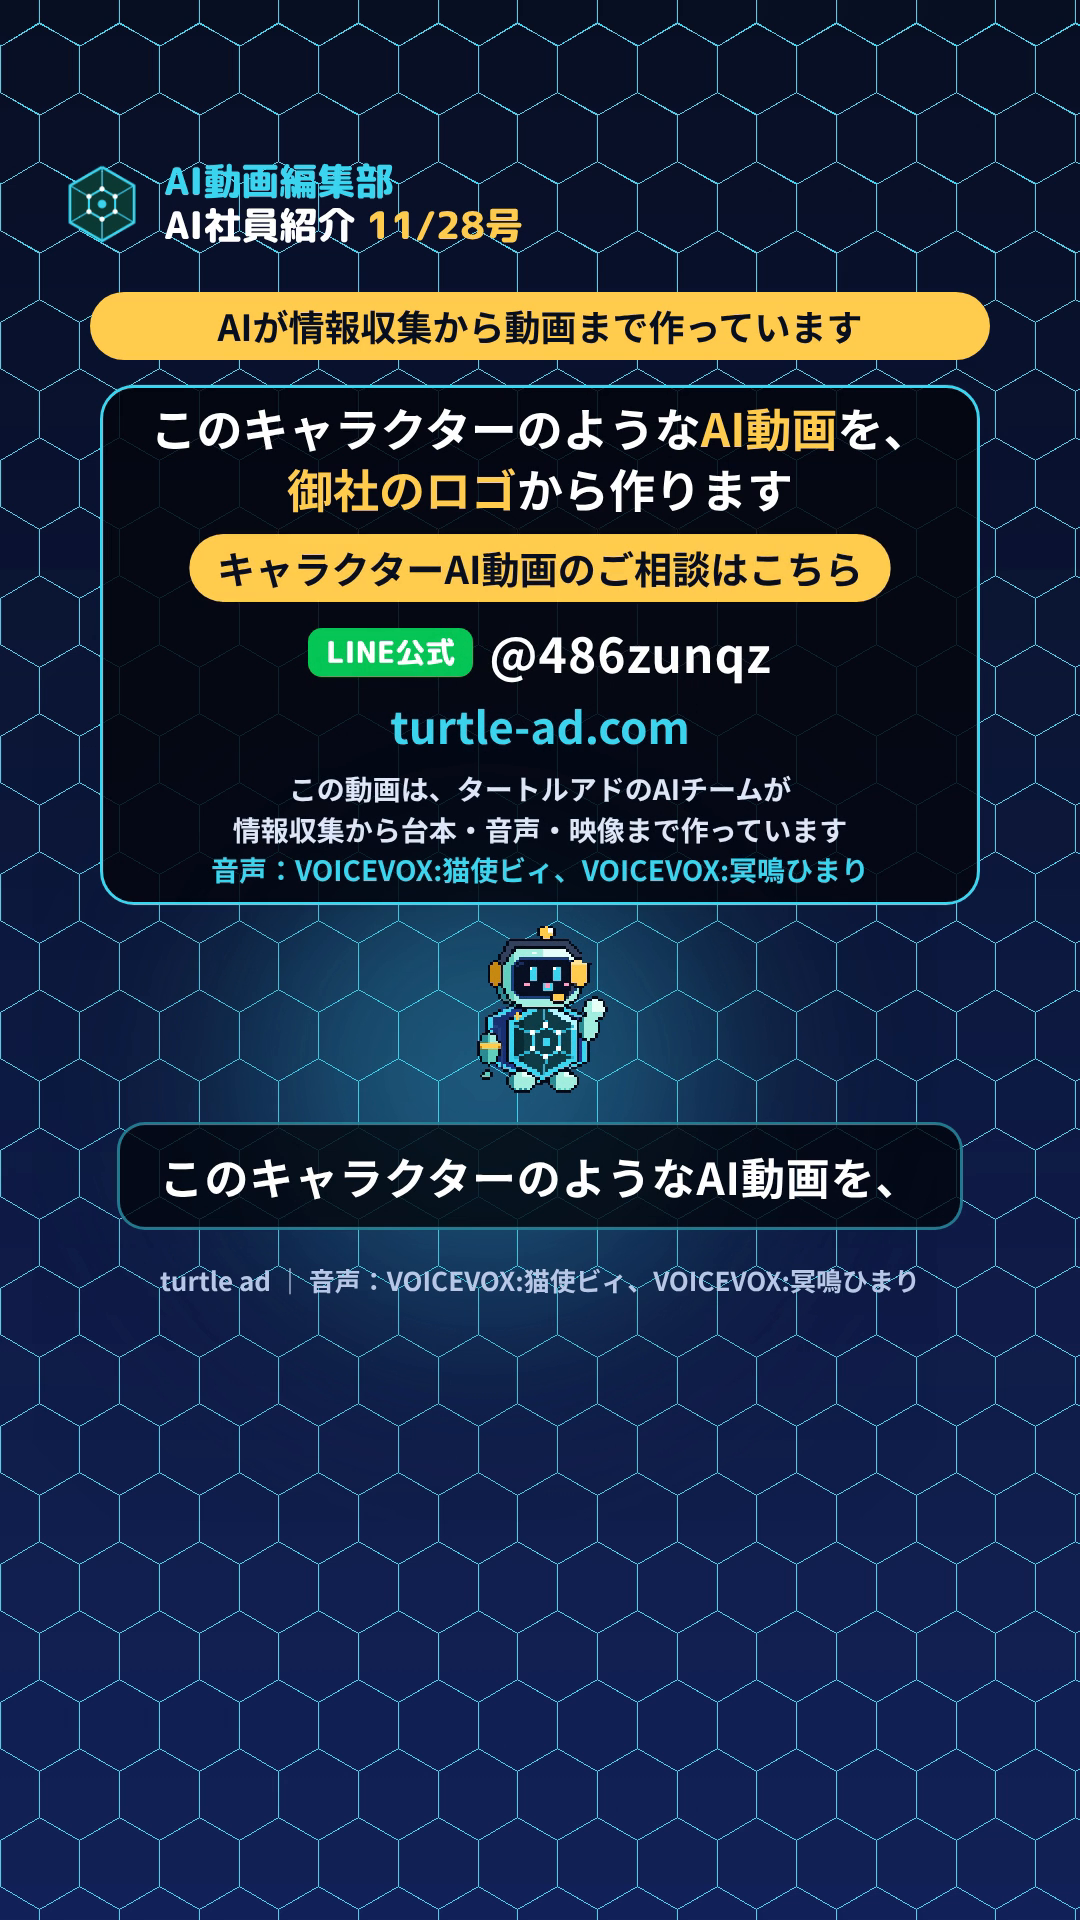 AI動画編集部
AI社員紹介 11/28号
AIが情報収集から動画まで作っています
このキャラクターのようなAI動画を、
御社のロゴから作ります
キャラクターAI動画のご相談はこちら
LINE公式 @486zunqz
turtle-ad.com
この動画は、タートルアドのAIチームが
情報収集から台本・音声・映像まで作っています
音声：VOICEVOX:猫使ビィ、VOICEVOX:冥鳴ひまり
このキャラクターのようなAI動画を、
turtle ad ｜ 音声：VOICEVOX:猫使ビィ、VOICEVOX:冥鳴ひまり